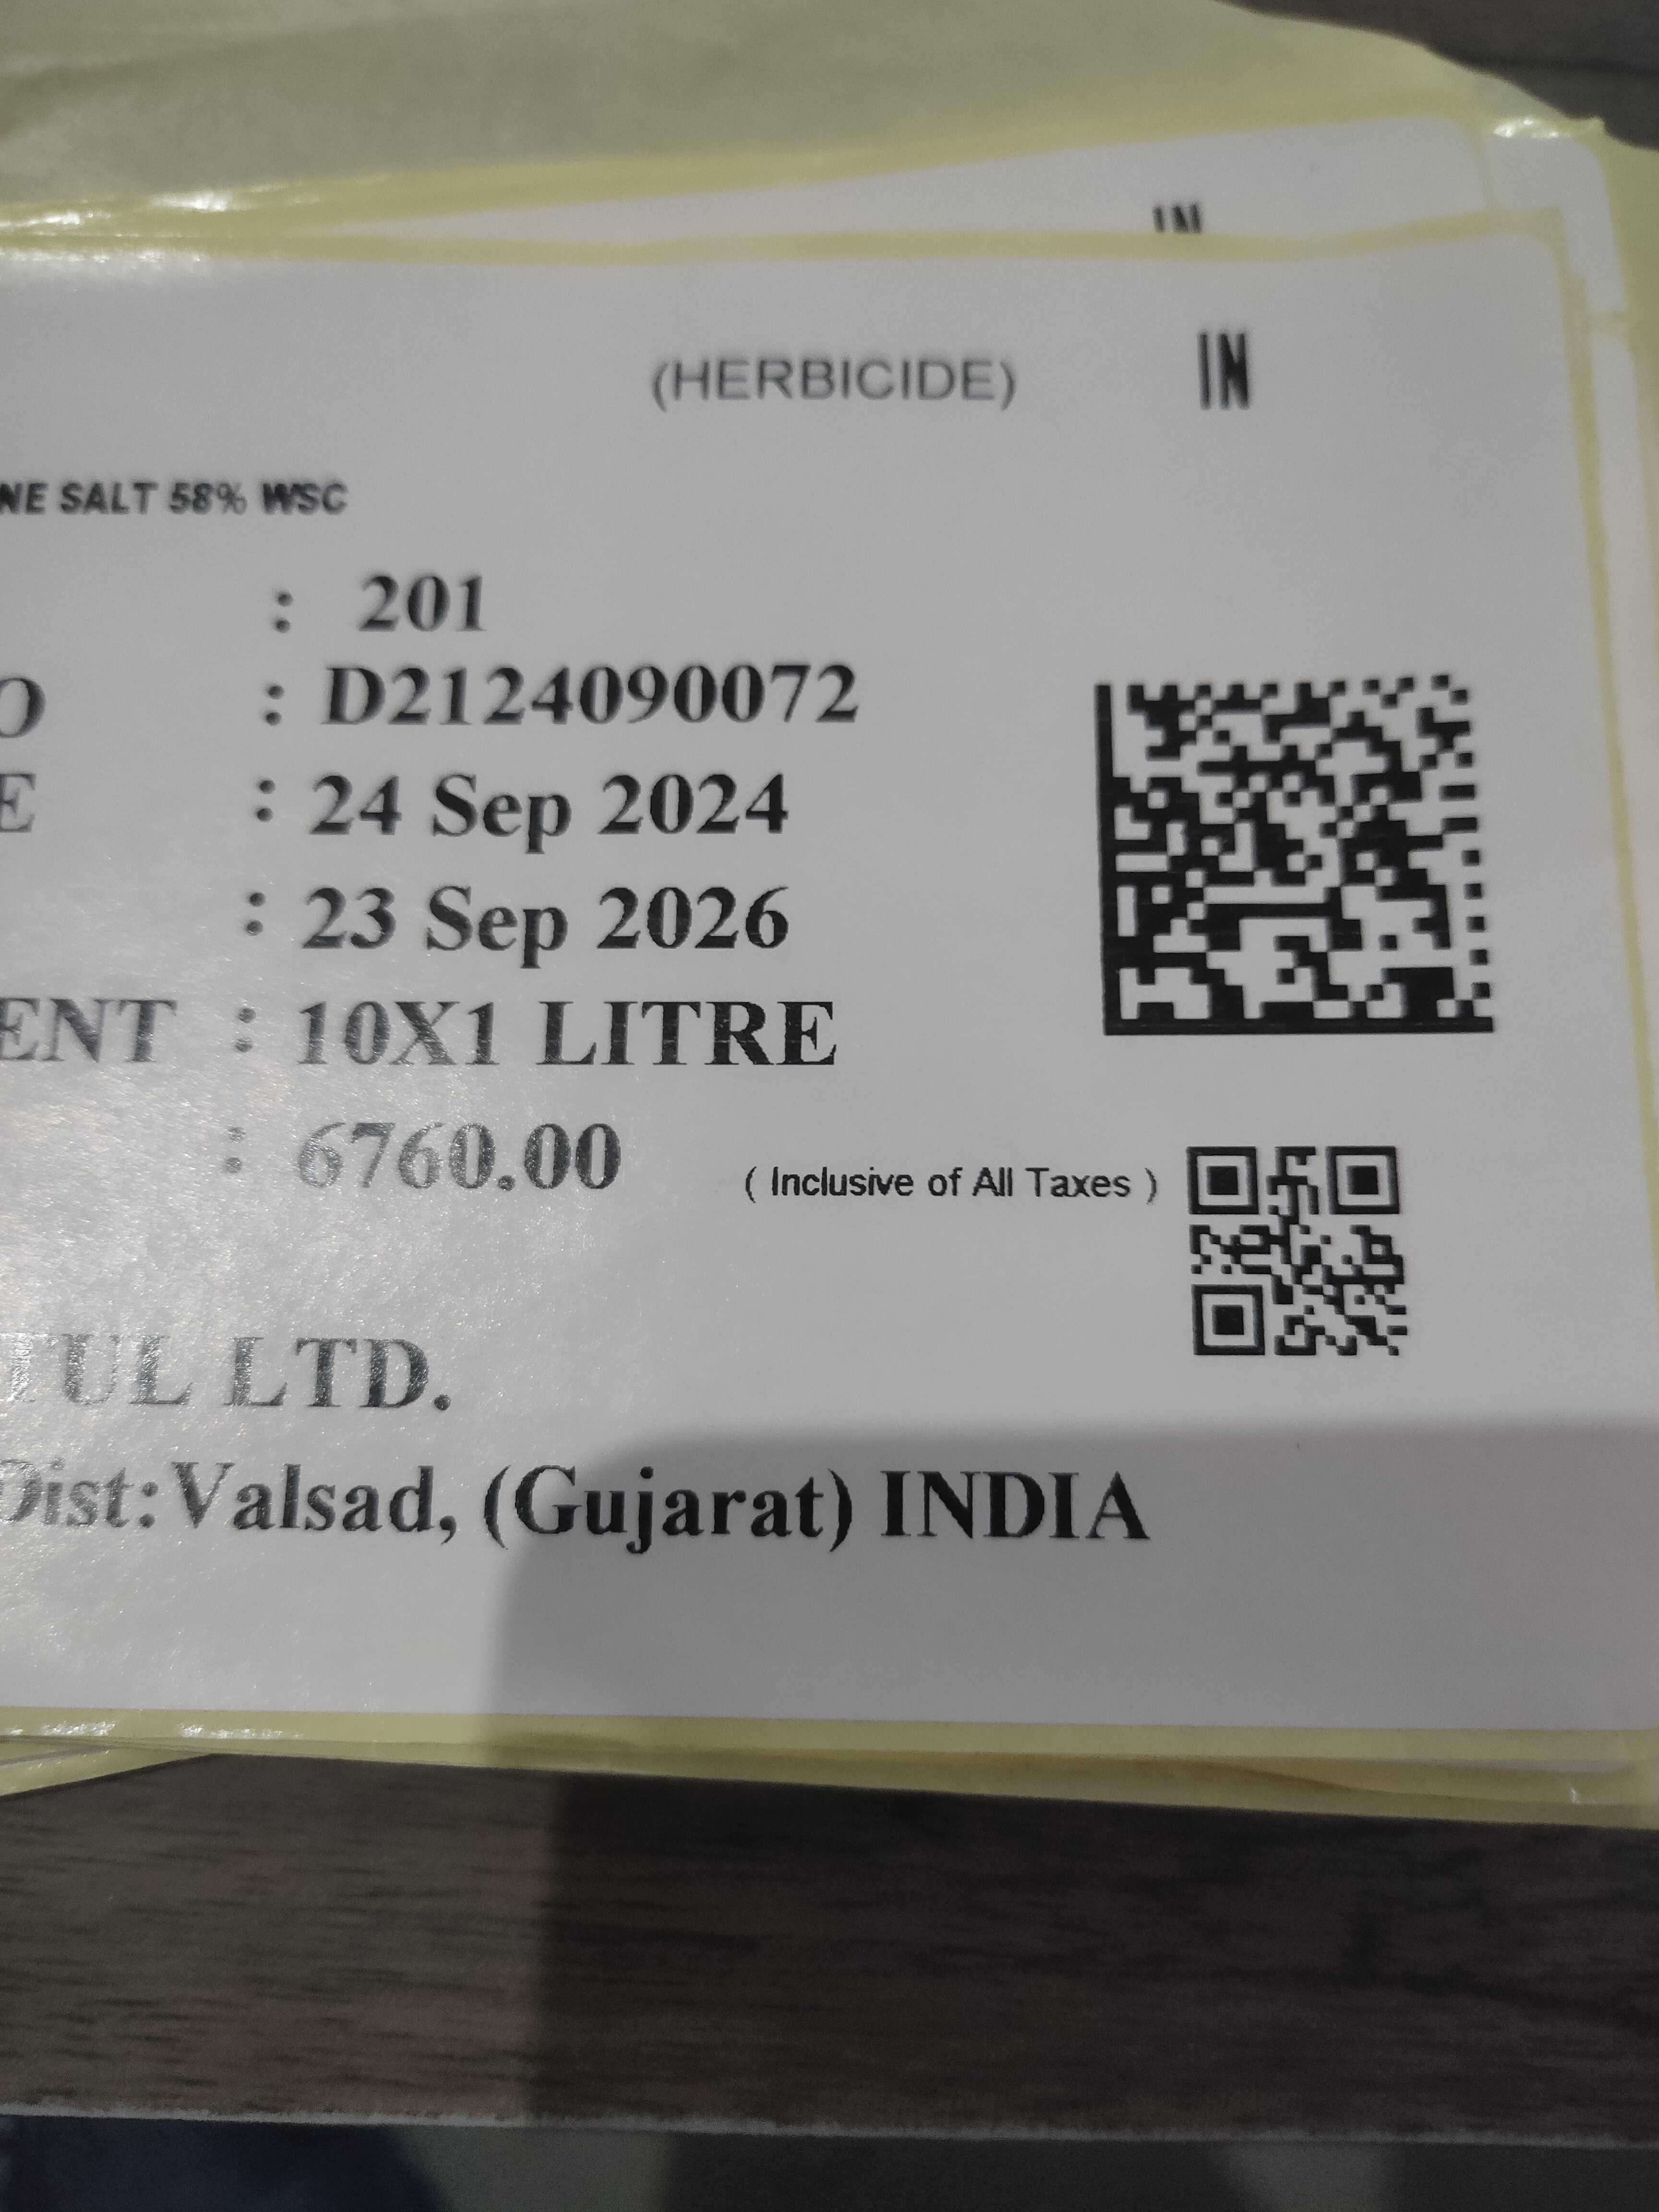 IN
(HERBICIDE) IN
NE SALT 58% WSC
: 201
O : D2124090072
E : 24 Sep 2024
: 23 Sep 2026
ENT : 10X1 LITRE
: 6760.00 ( Inclusive of All Taxes )
TUL LTD.
Dist:Valsad, (Gujarat) INDIA